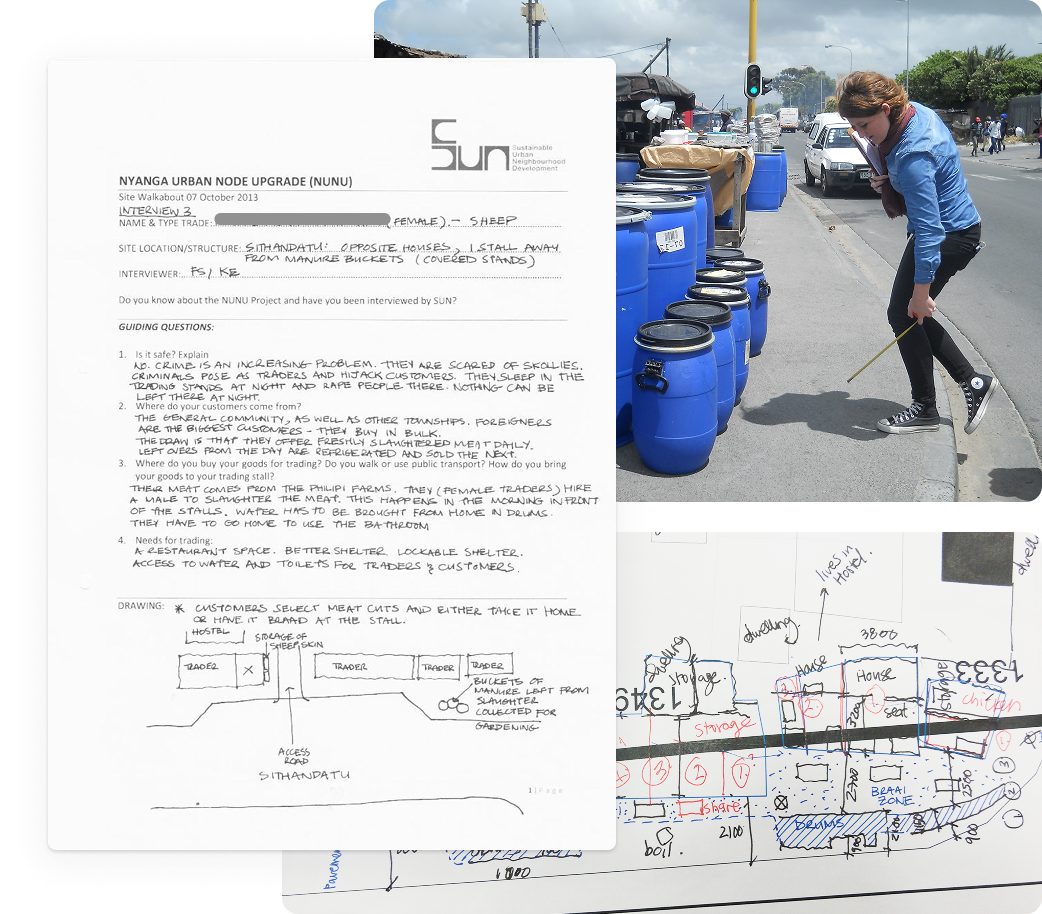 Sun
Sustainable
Urban
Neighbourhood
Development
NYANGA URBAN NODE UPGRADE (NUNU)
Site Walkabout 07 October 2013
INTERVIEW 3
NAME & TYPE TRADE: (FEMALE) - SHEEP
SITE LOCATION/STRUCTURE: SITHANDATU: OPPOSITE HOUSES, 1 STALL AWAY
FROM MANURE BUCKETS (COVERED STANDS)
INTERVIEWER: FS/ KE
Do you know about the NUNU Project and have you been interviewed by SUN?
GUIDING QUESTIONS:
1. Is it safe? Explain
NO. CRIME IS AN INCREASING PROBLEM. THEY ARE SCARED OF SKOLLIES.
CRIMINALS POSE AS TRADERS AND HIJACK CUSTOMERS. THEY SLEEP IN THE
TRADING STANDS AT NIGHT AND RAPE PEOPLE THERE. NOTHING CAN BE
LEFT THERE AT NIGHT.
2. Where do your customers come from?
THE GENERAL COMMUNITY, AS WELL AS OTHER TOWNSHIPS. FOREIGNERS
ARE THE BIGGEST CUSTOMERS - THEY BUY IN BULK.
THE DRAW IS THAT THEY OFFER FRESHLY SLAUGHTERED MEAT DAILY.
LEFT OVERS FROM THE DAY ARE REFRIGERATED AND SOLD THE NEXT.
3. Where do you buy your goods for trading? Do you walk or use public transport? How do you bring
your goods to your trading stall?
THEIR MEAT COMES FROM THE PHILIPI FARMS. THEY (FEMALE TRADERS) HIRE
A MALE TO SLAUGHTER THE MEAT. THIS HAPPENS IN THE MORNING IN FRONT
OF THE STALLS. WATER HAS TO BE BROUGHT FROM HOME IN DRUMS.
THEY HAVE TO GO HOME TO USE THE BATHROOM
4. Needs for trading:
A RESTAURANT SPACE. BETTER SHELTER. LOCKABLE SHELTER.
ACCESS TO WATER AND TOILETS FOR TRADERS & CUSTOMERS.
DRAWING: * CUSTOMERS SELECT MEAT CUTS AND EITHER TAKE IT HOME
OR HAVE IT BRAAID AT THE STALL.
HOSTEL
STORAGE OF
SHEEP SKIN
TRADER
X
TRADER
TRADER
TRADER
BUCKETS OF
MANURE LEFT FROM
SLAUGHTER
COLLECTED FOR
GARDENING
ACCESS
ROAD
SITHANDATU
1 | Page
lives in
Hostel.
dwell
dwelling.
3800
dwelling
storage.
House
House
storage
1333
1349
storage
2
2
1
3200
seat
chicken
1
3
2
1
3
2
1
share
2700
BRAAI
ZONE
2500
boil.
2100
DRUMS
900
900